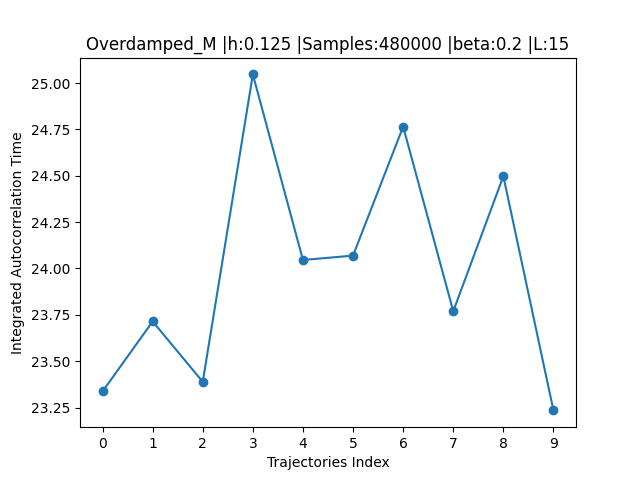 Overdamped_M |h:0.125 |Samples:480000 |beta:0.2 |L:15
Integrated Autocorrelation Time
25.00
24.75
24.50
24.25
24.00
23.75
23.50
23.25
0 1 2 3 4 5 6 7 8 9
Trajectories Index